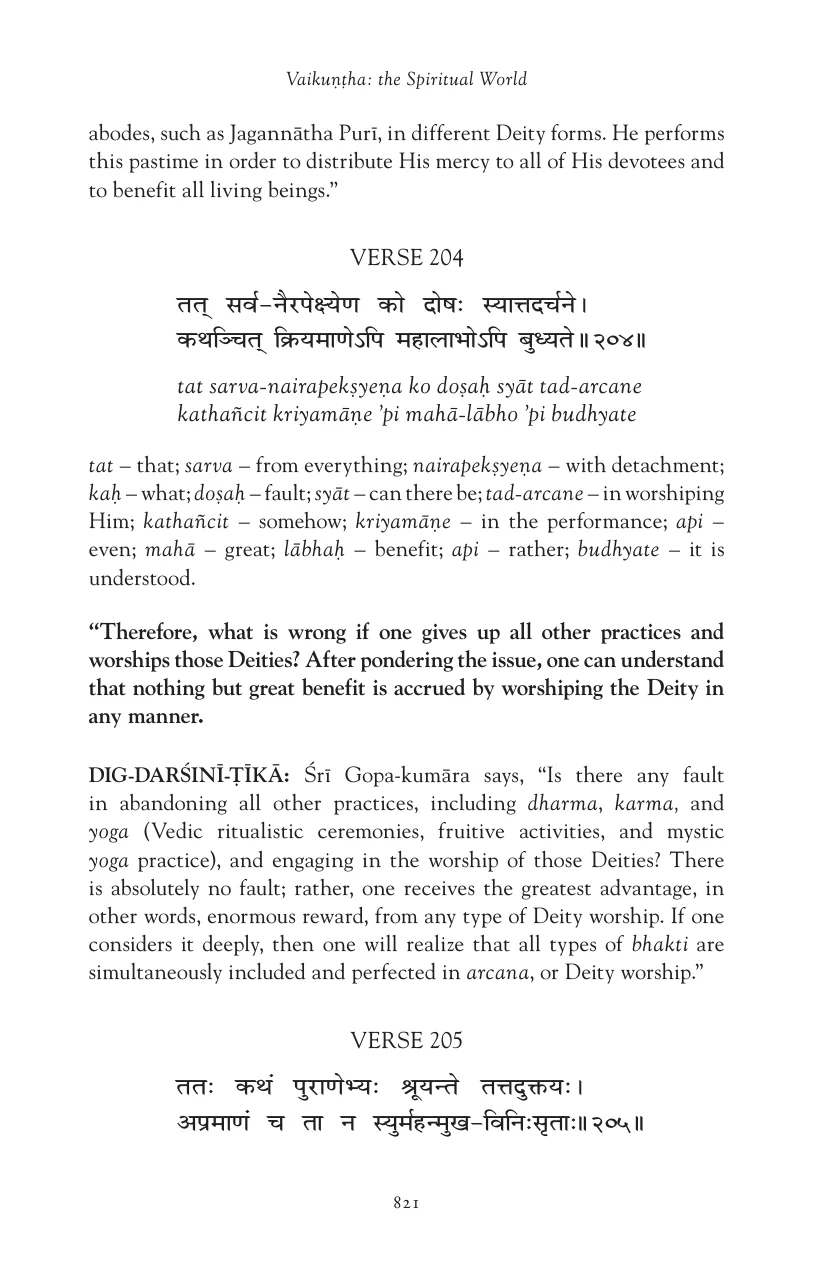 Vaikuṇṭha: the Spiritual World
abodes, such as Jagannātha Purī, in different Deity forms. He performs
this pastime in order to distribute His mercy to all of His devotees and
to benefit all living beings.”
VERSE 204
तत् सर्व-नैरपेक्ष्येण को दोषः स्यात्तदर्चने।
कथञ्चित् क्रियमाणेऽपि महालाभोऽपि बुध्यते॥२०४॥
tat sarva-nairapekṣyeṇa ko doṣaḥ syāt tad-arcane
kathañcit kriyamāṇe ’pi mahā-lābho ’pi budhyate
tat – that; sarva – from everything; nairapekṣyeṇa – with detachment;
kaḥ – what; doṣaḥ – fault; syāt – can there be; tad-arcane – in worshiping
Him; kathañcit – somehow; kriyamāṇe – in the performance; api –
even; mahā – great; lābhaḥ – benefit; api – rather; budhyate – it is
understood.
“Therefore, what is wrong if one gives up all other practices and
worships those Deities? After pondering the issue, one can understand
that nothing but great benefit is accrued by worshiping the Deity in
any manner.
DIG-DARŚINĪ-ṬĪKĀ: Śrī Gopa-kumāra says, “Is there any fault
in abandoning all other practices, including dharma, karma, and
yoga (Vedic ritualistic ceremonies, fruitive activities, and mystic
yoga practice), and engaging in the worship of those Deities? There
is absolutely no fault; rather, one receives the greatest advantage, in
other words, enormous reward, from any type of Deity worship. If one
considers it deeply, then one will realize that all types of bhakti are
simultaneously included and perfected in arcana, or Deity worship.”
VERSE 205
ततः कथं पुराणेभ्यः श्रूयन्ते तत्तदुक्तयः।
अप्रमाणं च ता न स्युर्महन्मुख-विनिःसृताः॥२०५॥
821